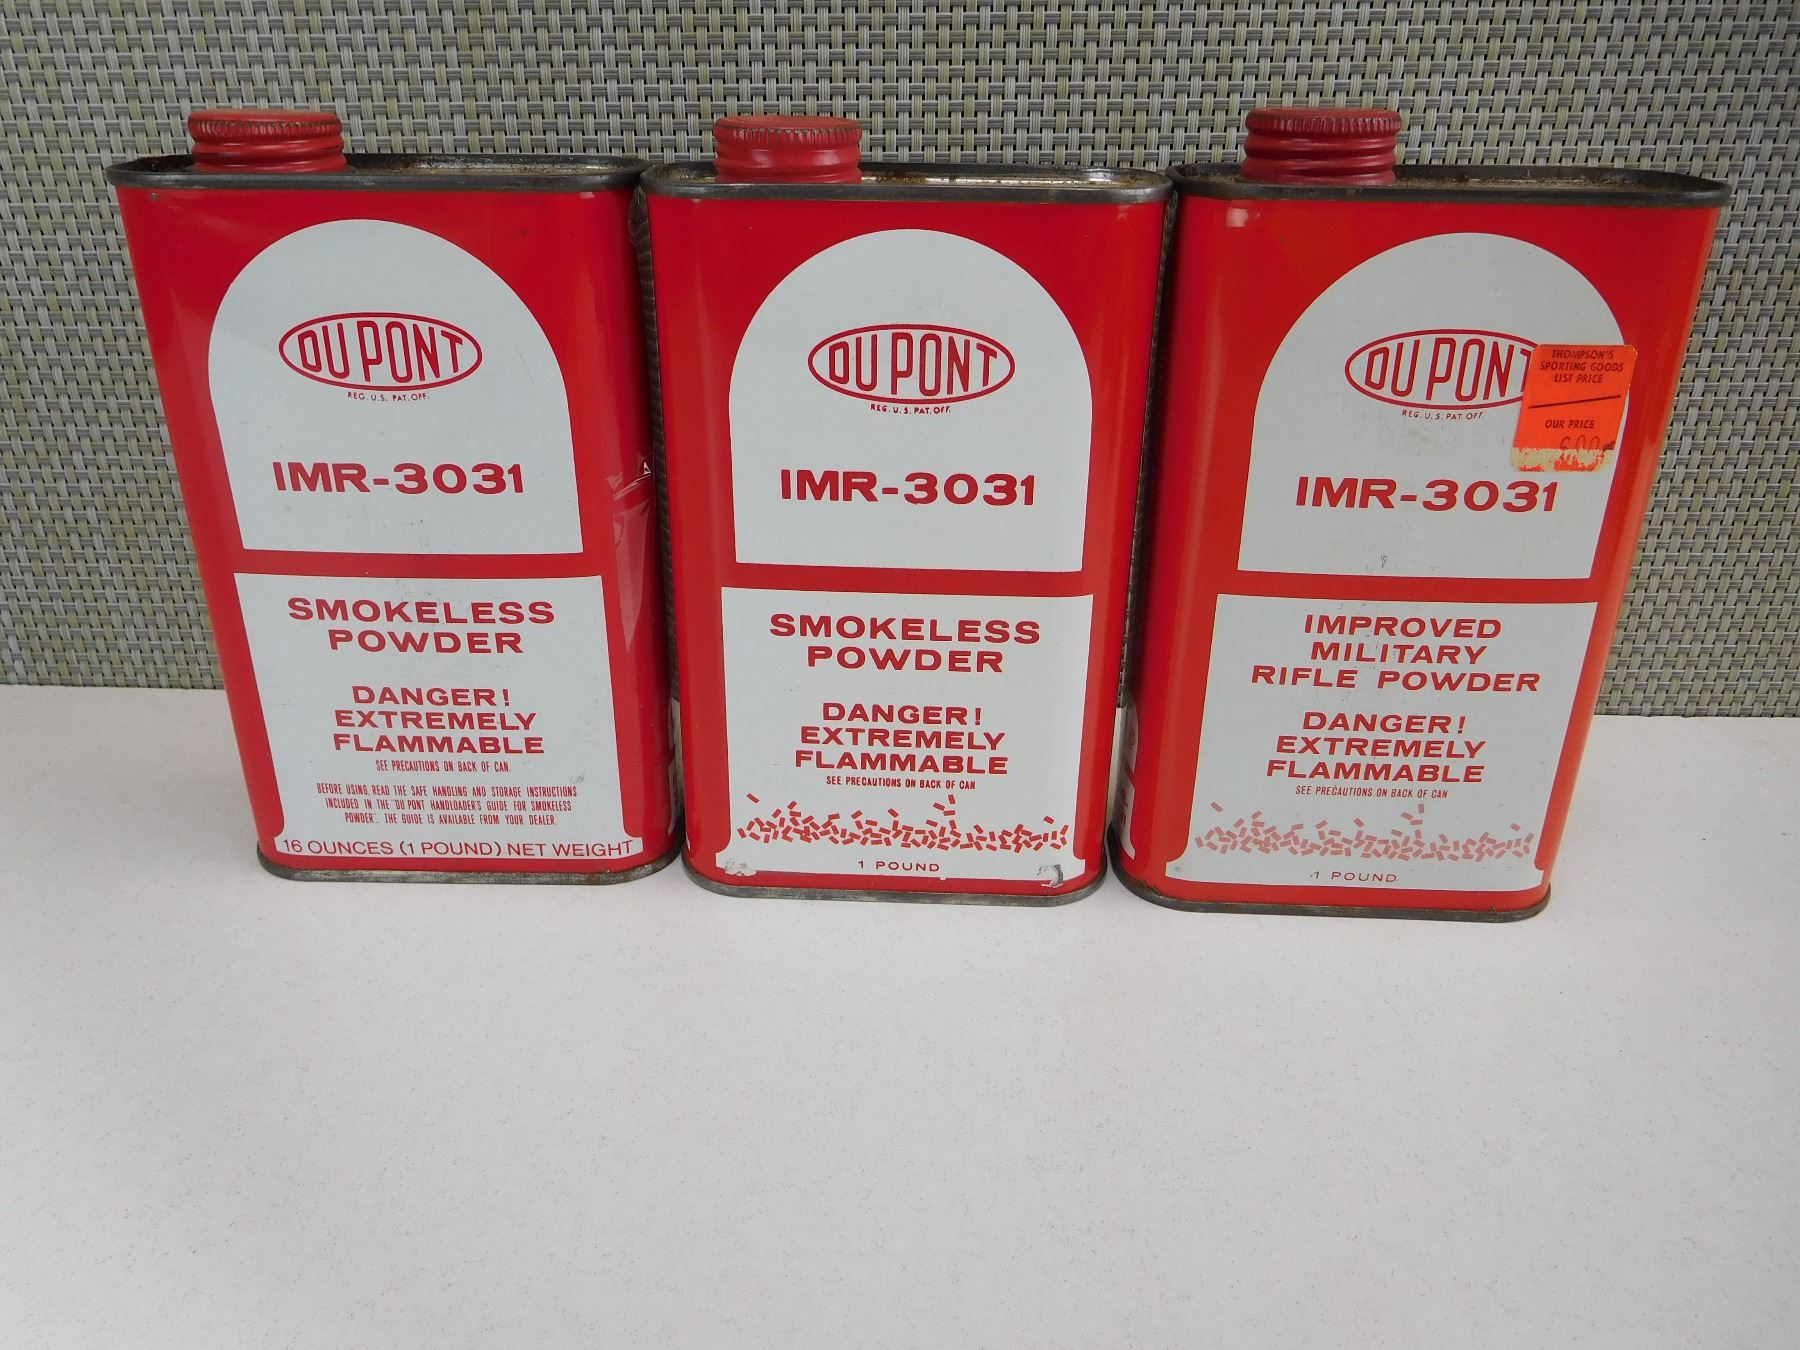 DU PONT
REG. U.S. PAT. OFF.
IMR-3031
SMOKELESS
POWDER
DANGER!
EXTREMELY
FLAMMABLE
SEE PRECAUTIONS ON BACK OF CAN.
BEFORE USING, READ THE SAFE HANDLING AND STORAGE INSTRUCTIONS
INCLUDED IN THE "DU PONT HANDLOADER'S GUIDE FOR SMOKELESS
POWDER". THE GUIDE IS AVAILABLE FROM YOUR DEALER.
16 OUNCES (1 POUND) NET WEIGHT
DU PONT
REG. U.S. PAT. OFF.
IMR-3031
SMOKELESS
POWDER
DANGER!
EXTREMELY
FLAMMABLE
SEE PRECAUTIONS ON BACK OF CAN
1 POUND
DU PONT
REG. U.S. PAT. OFF.
THOMPSON'S
SPORTING GOODS
LIST PRICE
OUR PRICE
IMR-3031
IMPROVED
MILITARY
RIFLE POWDER
DANGER!
EXTREMELY
FLAMMABLE
SEE PRECAUTIONS ON BACK OF CAN
1 POUND